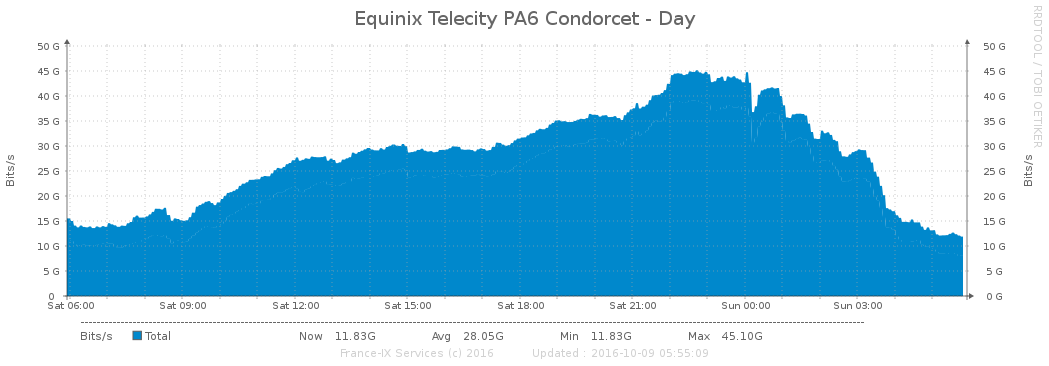 Equinix Telecity PA6 Condorcet - Day
RRDTOOL / TOBI OETIKER
Bits/s
50 G 50 G
45 G 45 G
40 G 40 G
35 G 35 G
30 G 30 G
25 G 25 G
20 G 20 G
15 G 15 G
10 G 10 G
5 G 5 G
0 0 G
Bits/s
Sat 06:00 Sat 09:00 Sat 12:00 Sat 15:00 Sat 18:00 Sat 21:00 Sun 00:00 Sun 03:00
Bits/s Total Now 11.83G Avg 28.05G Min 11.83G Max 45.10G
France-IX Services (c) 2016 Updated : 2016-10-09 05:55:09